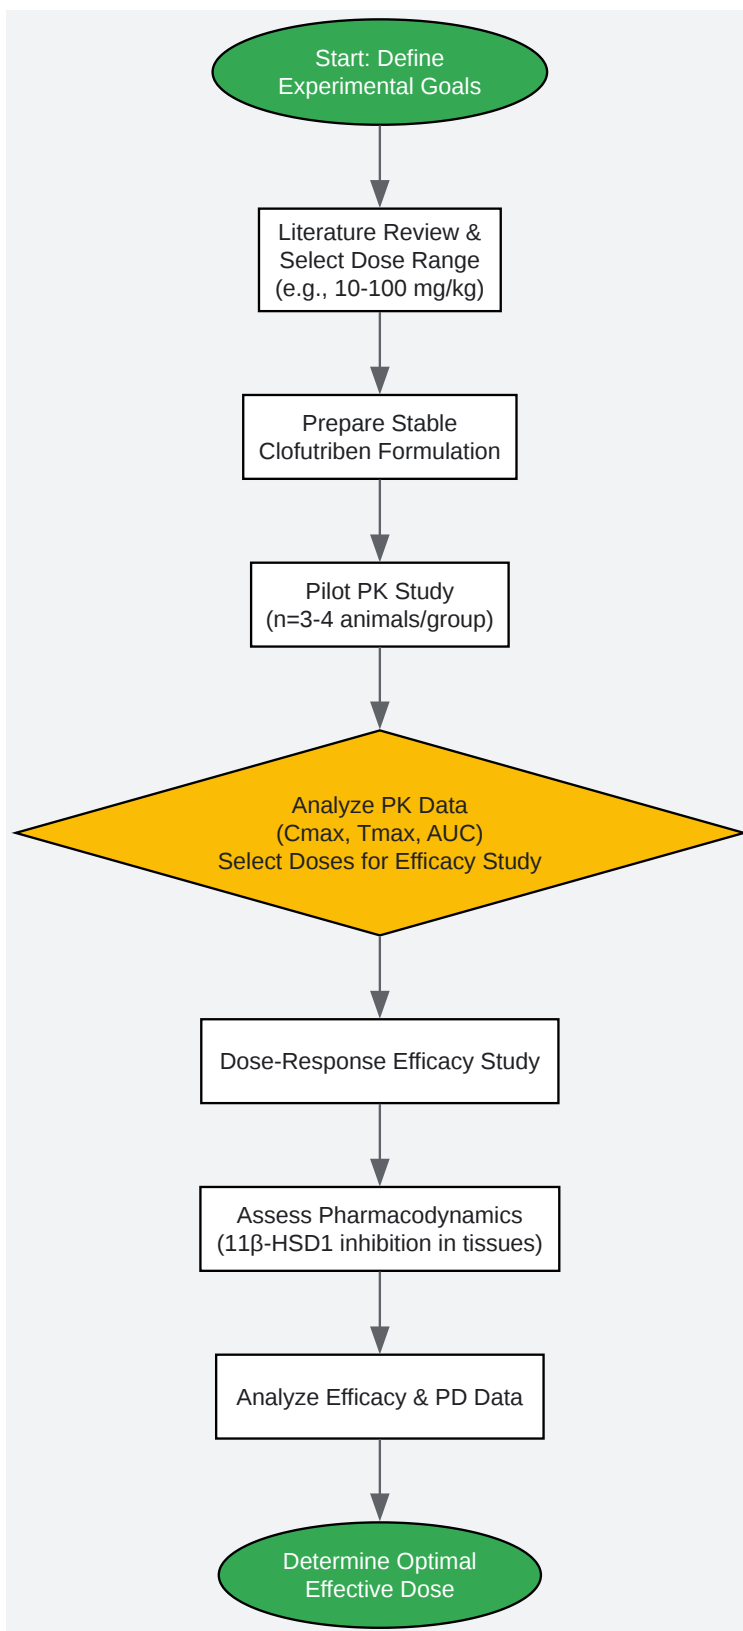 Start: Define
Experimental Goals
Literature Review &
Select Dose Range
(e.g., 10-100 mg/kg)
Prepare Stable
Clofutriben Formulation
Pilot PK Study
(n=3-4 animals/group)
Analyze PK Data
(Cmax, Tmax, AUC)
Select Doses for Efficacy Study
Dose-Response Efficacy Study
Assess Pharmacodynamics
(11β-HSD1 inhibition in tissues)
Analyze Efficacy & PD Data
Determine Optimal
Effective Dose